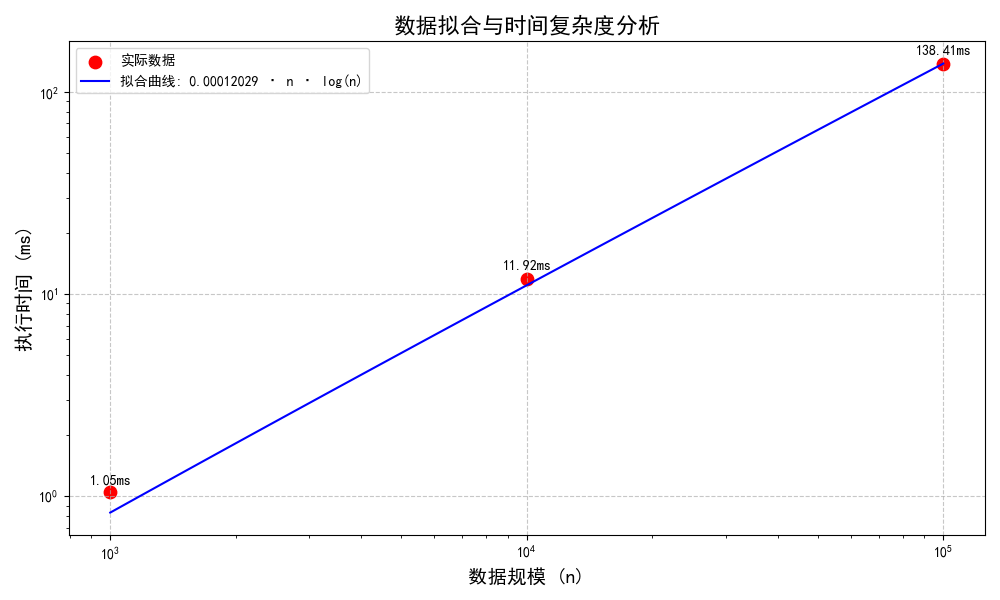 数据拟合与时间复杂度分析
实际数据
拟合曲线: 0.00012029 · n · log(n)
138.41ms
11.92ms
1.05ms
执行时间 (ms)
10²
10¹
10⁰
10³
10⁴
10⁵
数据规模 (n)